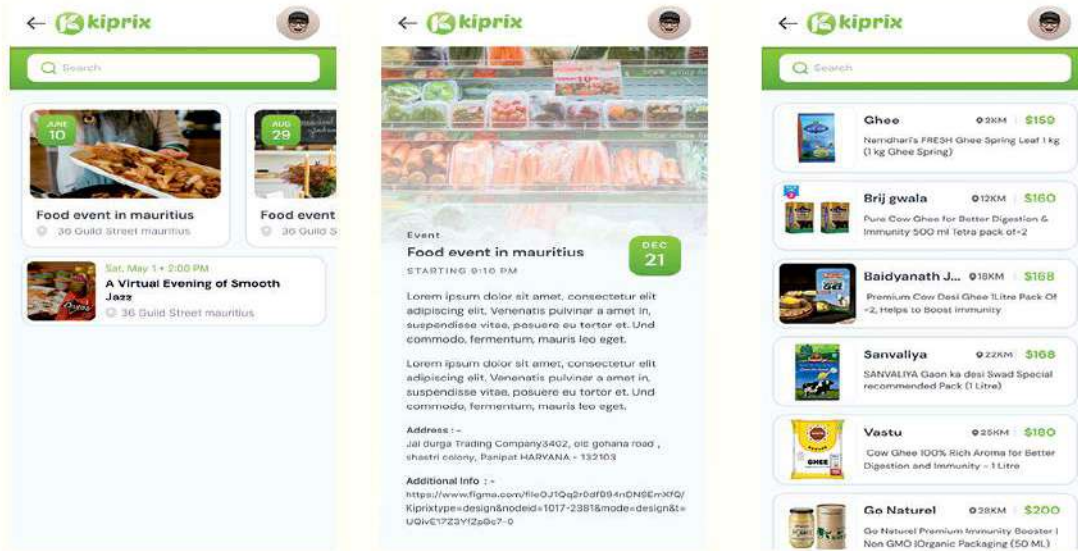 kiprix
Search
JUNE
10
Food event in mauritius
36 Guild Street mauritius
AUG
29
Food event
36 Guild S
Sat, May 1 • 2:00 PM
A Virtual Evening of Smooth
Jazz
36 Guild Street mauritius
kiprix
Event
Food event in mauritius
STARTING 9:10 PM
DEC
21
Lorem ipsum dolor sit amet, consectetur elit
adipiscing elit. Venenatis pulvinar a amet in,
suspendisse vitae, posuere eu tortor et. Und
commodo, fermentum, mauris leo eget.
Lorem ipsum dolor sit amet, consectetur elit
adipiscing elit. Venenatis pulvinar a amet in,
suspendisse vitae, posuere eu tortor et. Und
commodo, fermentum, mauris leo eget.
Address : -
Jai durga Trading Company3402, old gohana road ,
shastri colony, Panipat HARYANA - 132103
Additional Info : -
kiprix
Search
Ghee 2KM $150
Namdhari's FRESH Ghee Spring Leaf 1 kg
(1 kg Ghee Spring)
Brij gwala 12KM $160
Pure Cow Ghee for Better Digestion &
Immunity 500 ml Tetra pack of-2
Baidyanath J... 18KM $168
Premium Cow Desi Ghee 1Litre Pack Of
-2, Helps to Boost Immunity
Sanvaliya 22KM $168
SANVALIYA Gaon ka desi Swad Special
recommended Pack (1 Litre)
Vastu 25KM $180
Cow Ghee 100% Rich Aroma for Better
Digestion and Immunity - 1 Litre
GHEE
Go Naturel 28KM $200
Go Naturel Premium Immunity Booster |
Non GMO |Organic Packaging (50 ML)